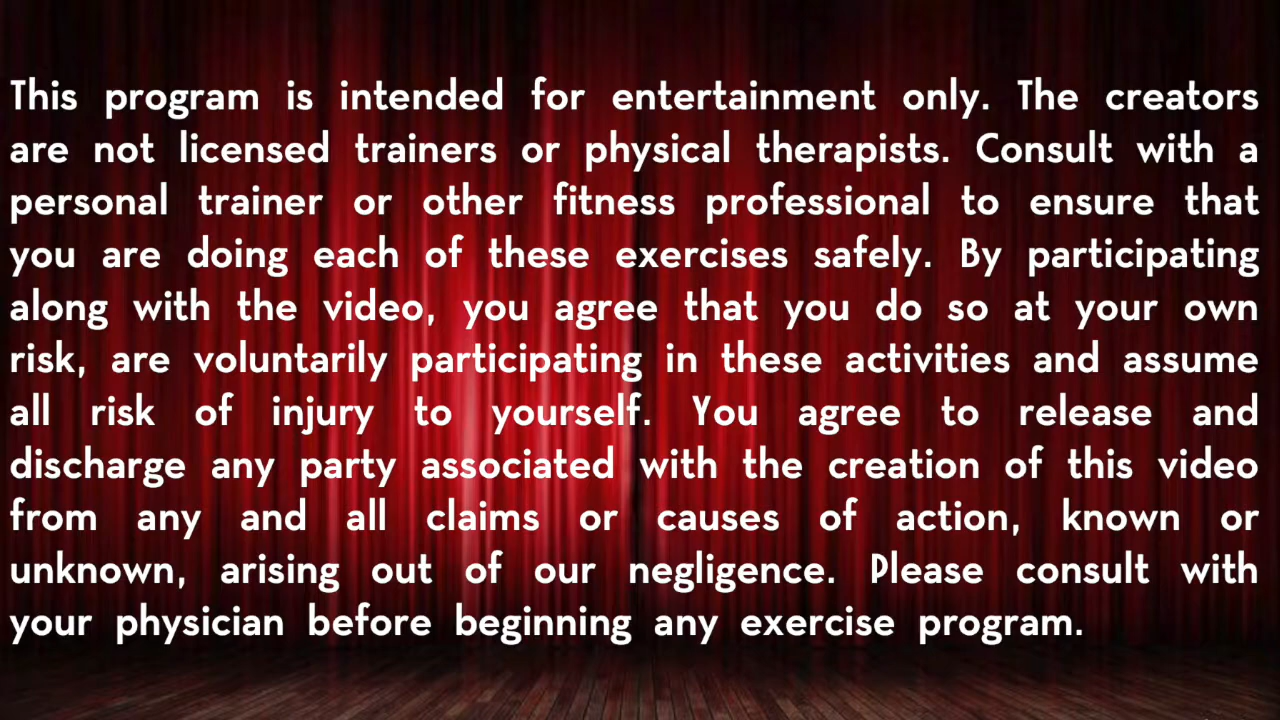 This program is intended for entertainment only. The creators
are not licensed trainers or physical therapists. Consult with a
personal trainer or other fitness professional to ensure that
you are doing each of these exercises safely. By participating
along with the video, you agree that you do so at your own
risk, are voluntarily participating in these activities and assume
all risk of injury to yourself. You agree to release and
discharge any party associated with the creation of this video
from any and all claims or causes of action, known or
unknown, arising out of our negligence. Please consult with
your physician before beginning any exercise program.